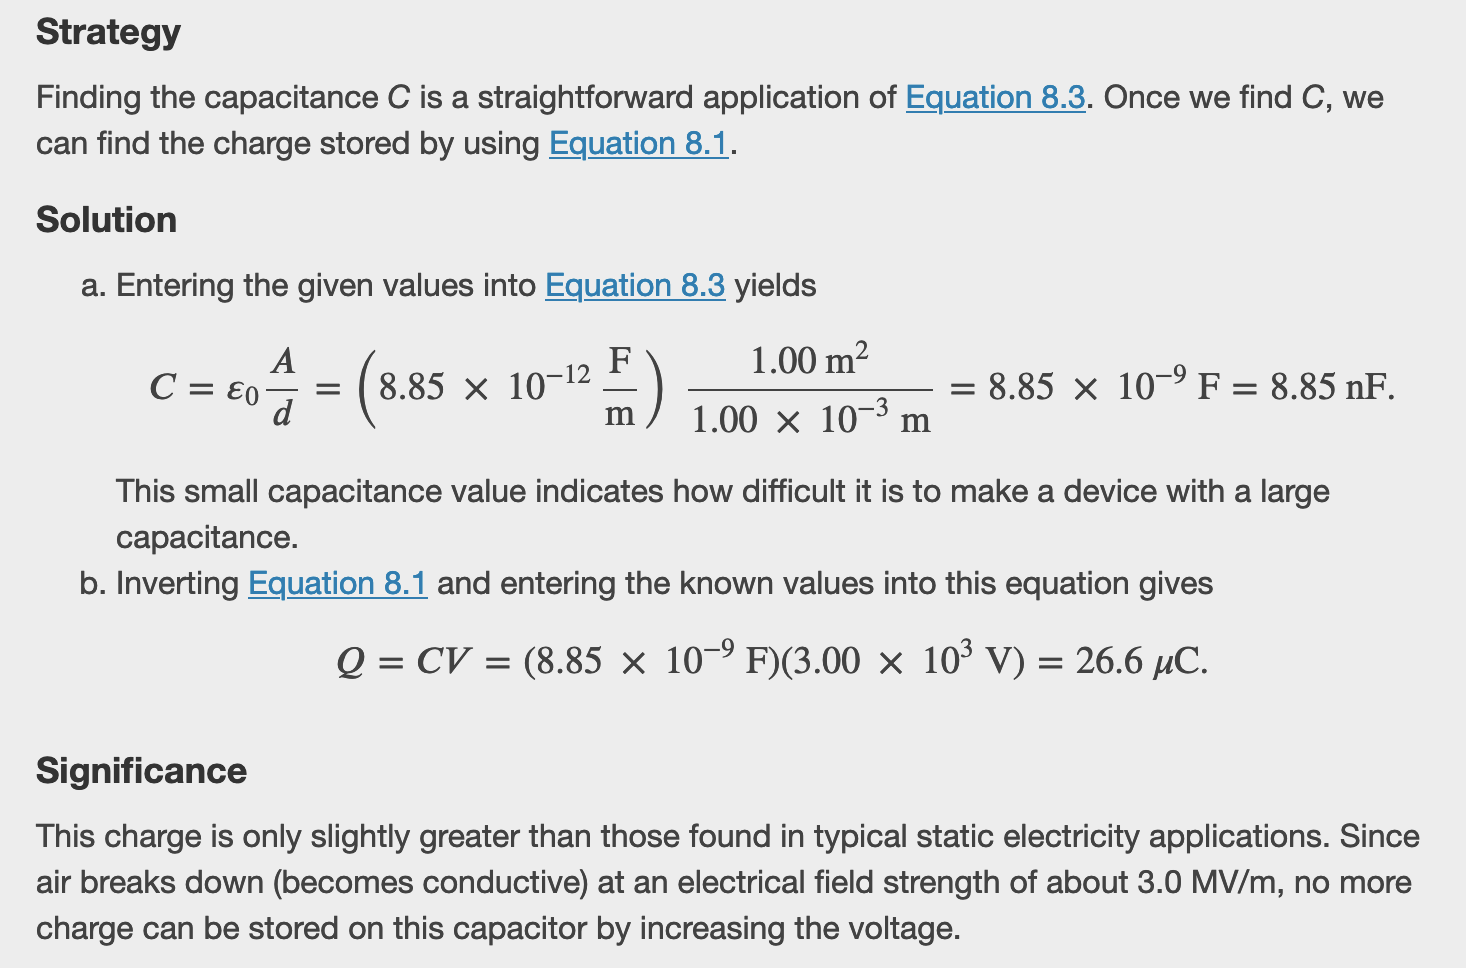 Strategy
Finding the capacitance C is a straightforward application of Equation 8.3. Once we find C, we
can find the charge stored by using Equation 8.1.
Solution
a. Entering the given values into Equation 8.3 yields
C = ε₀ A/d = (8.85 × 10⁻¹² F/m) 1.00 m²/1.00 × 10⁻³ m = 8.85 × 10⁻⁹ F = 8.85 nF.
This small capacitance value indicates how difficult it is to make a device with a large
capacitance.
b. Inverting Equation 8.1 and entering the known values into this equation gives
Q = CV = (8.85 × 10⁻⁹ F)(3.00 × 10³ V) = 26.6 μC.
Significance
This charge is only slightly greater than those found in typical static electricity applications. Since
air breaks down (becomes conductive) at an electrical field strength of about 3.0 MV/m, no more
charge can be stored on this capacitor by increasing the voltage.